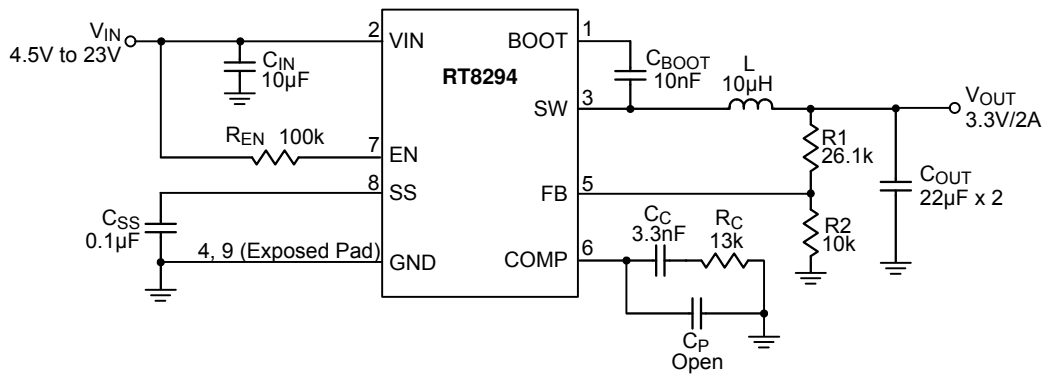 VIN
4.5V to 23V
CIN
10µF
REN 100k
CSS
0.1µF
2
7
8
4, 9 (Exposed Pad)
VIN
EN
SS
GND
RT8294
BOOT
SW
FB
COMP
1
3
5
6
CBOOT
10nF
L
10µH
VOUT
3.3V/2A
R1
26.1k
COUT
22µF x 2
R2
10k
CC
3.3nF
RC
13k
CP
Open